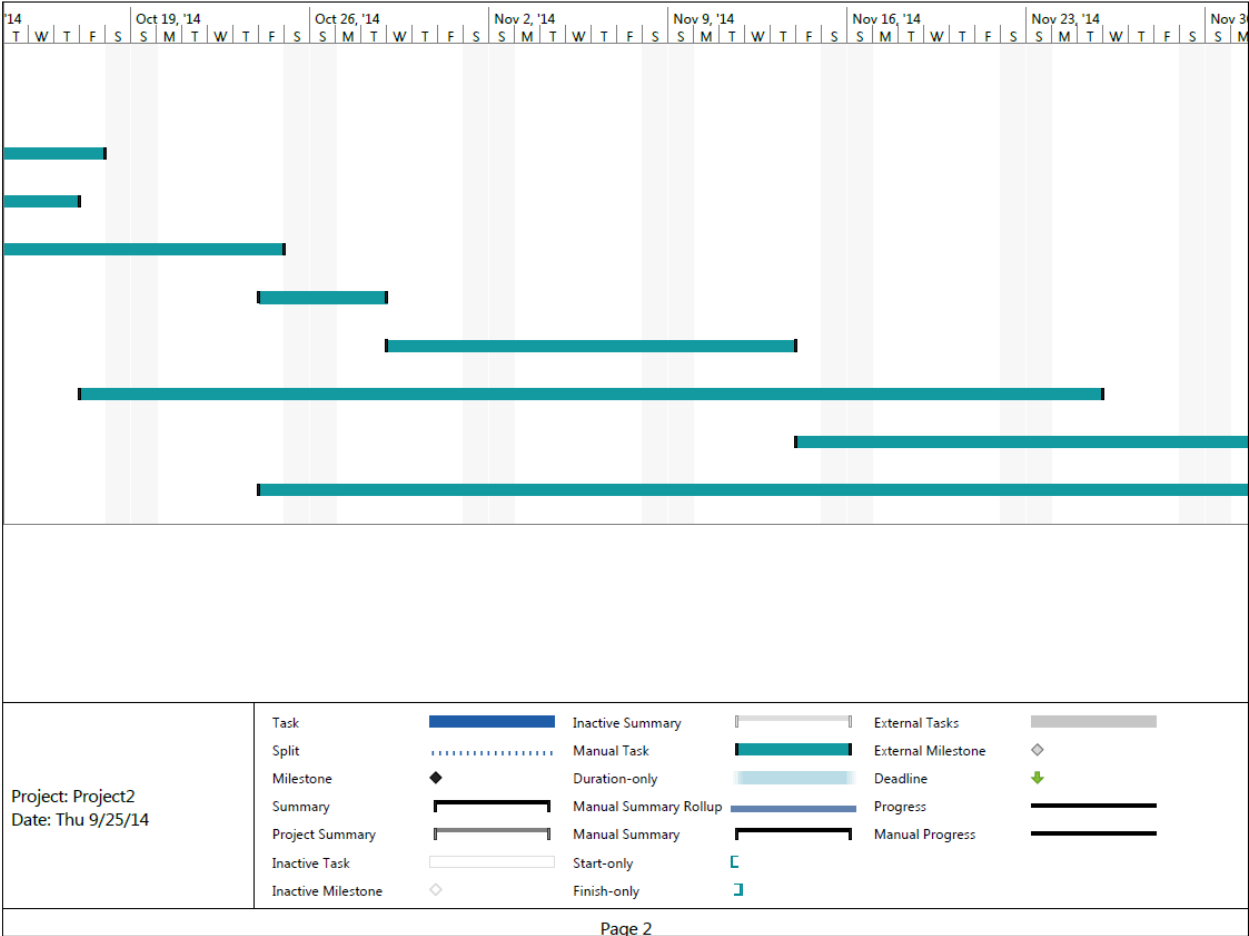 '14 Oct 19, '14 Oct 26, '14 Nov 2, '14 Nov 9, '14 Nov 16, '14 Nov 23, '14 Nov 30
T W T F S S M T W T F S S M T W T F S S M T W T F S S M T W T F S S M T W T F S S M T W T F S S M
Project: Project2
Date: Thu 9/25/14
Task Inactive Summary External Tasks
Split Manual Task External Milestone
Milestone Duration-only Deadline
Summary Manual Summary Rollup Progress
Project Summary Manual Summary Manual Progress
Inactive Task Start-only
Inactive Milestone Finish-only
Page 2